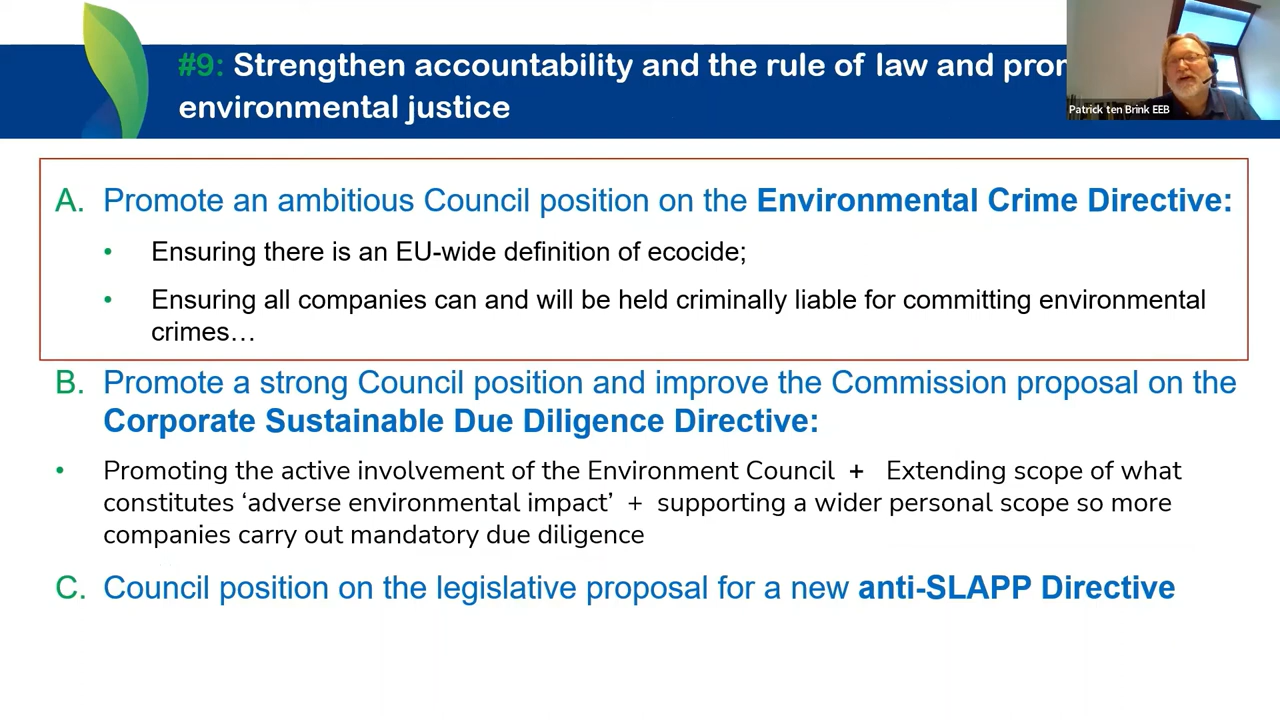 #9: Strengthen accountability and the rule of law and
environmental justice
Patrick ten Brink EEB
A. Promote an ambitious Council position on the Environmental Crime Directive:
• Ensuring there is an EU-wide definition of ecocide;
• Ensuring all companies can and will be held criminally liable for committing environmental
crimes…
B. Promote a strong Council position and improve the Commission proposal on the
Corporate Sustainable Due Diligence Directive:
• Promoting the active involvement of the Environment Council + Extending scope of what
constitutes ‘adverse environmental impact’ + supporting a wider personal scope so more
companies carry out mandatory due diligence
C. Council position on the legislative proposal for a new anti-SLAPP Directive